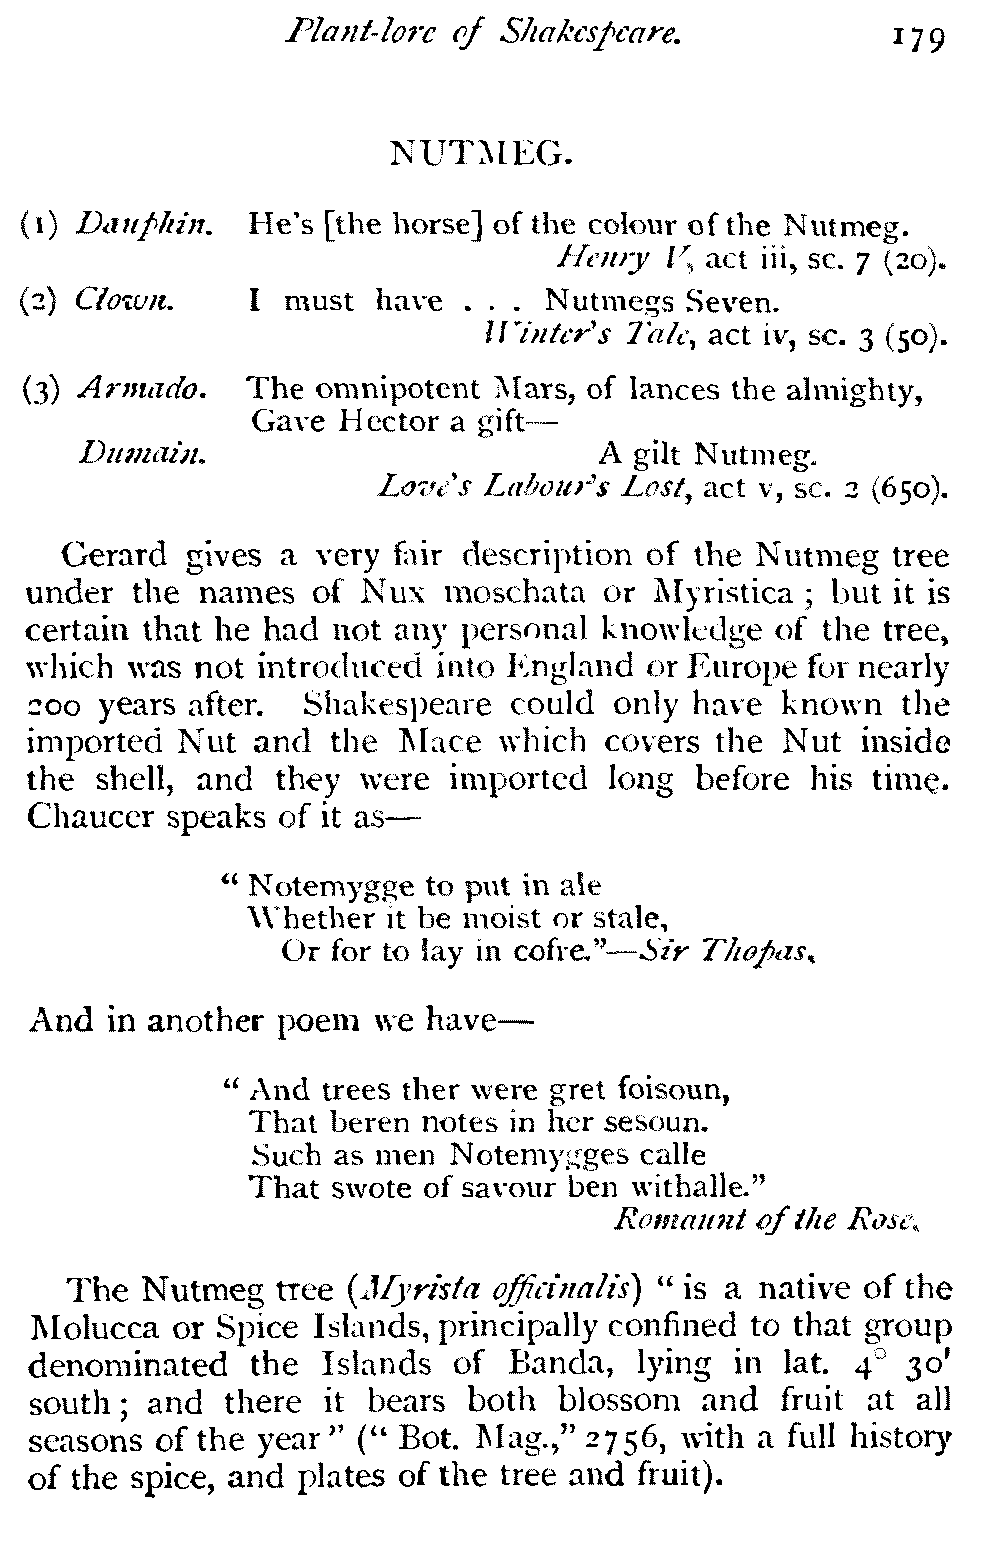 Plant-lore of Shakespeare. 179
NUTMEG.
(1) Dauphin. He's [the horse] of the colour of the Nutmeg.
Henry V, act iii, sc. 7 (20).
(2) Clown. I must have . . . Nutmegs Seven.
Winter's Tale, act iv, sc. 3 (50).
(3) Armado. The omnipotent Mars, of lances the almighty,
Gave Hector a gift—
Dumain. A gilt Nutmeg.
Love's Labour's Lost, act v, sc. 2 (650).
Gerard gives a very fair description of the Nutmeg tree
under the names of Nux moschata or Myristica ; but it is
certain that he had not any personal knowledge of the tree,
which was not introduced into England or Europe for nearly
200 years after. Shakespeare could only have known the
imported Nut and the Mace which covers the Nut inside
the shell, and they were imported long before his time.
Chaucer speaks of it as—
“ Notemygge to put in ale
Whether it be moist or stale,
Or for to lay in cofre.”—Sir Thopas.
And in another poem we have—
“ And trees ther were gret foisoun,
That beren notes in her sesoun.
Such as men Notemygges calle
That swote of savour ben withalle.”
Romaunt of the Rose.
The Nutmeg tree (Myrista officinalis) “ is a native of the
Molucca or Spice Islands, principally confined to that group
denominated the Islands of Banda, lying in lat. 4° 30'
south ; and there it bears both blossom and fruit at all
seasons of the year ” (“ Bot. Mag.,” 2756, with a full history
of the spice, and plates of the tree and fruit).